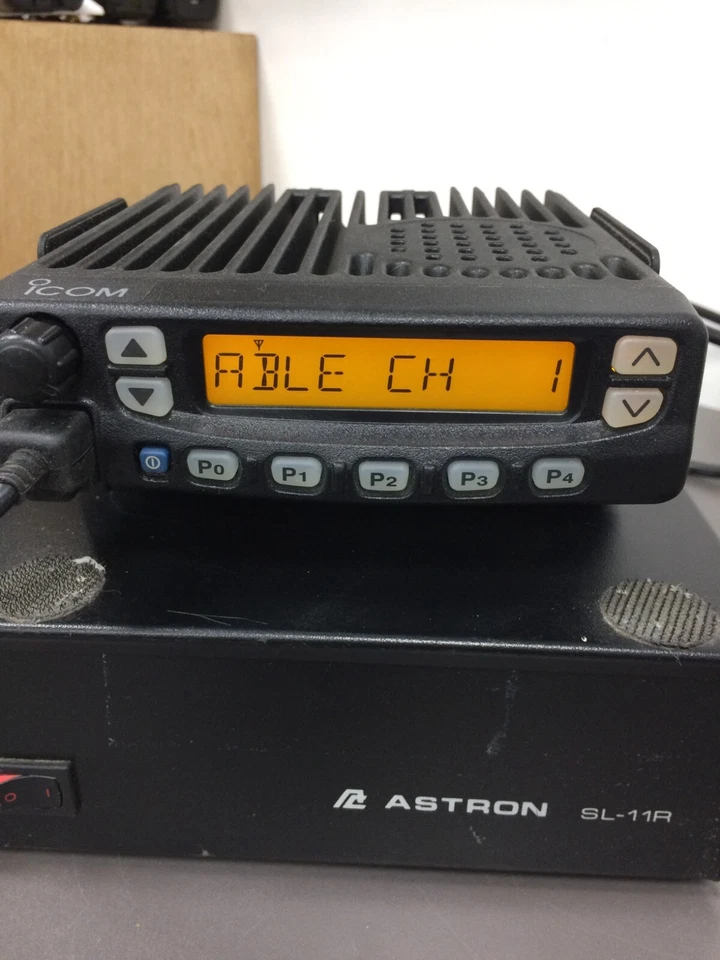 iCOM
ABLE CH 1
P0 P1 P2 P3 P4
O I
ASTRON SL-11R